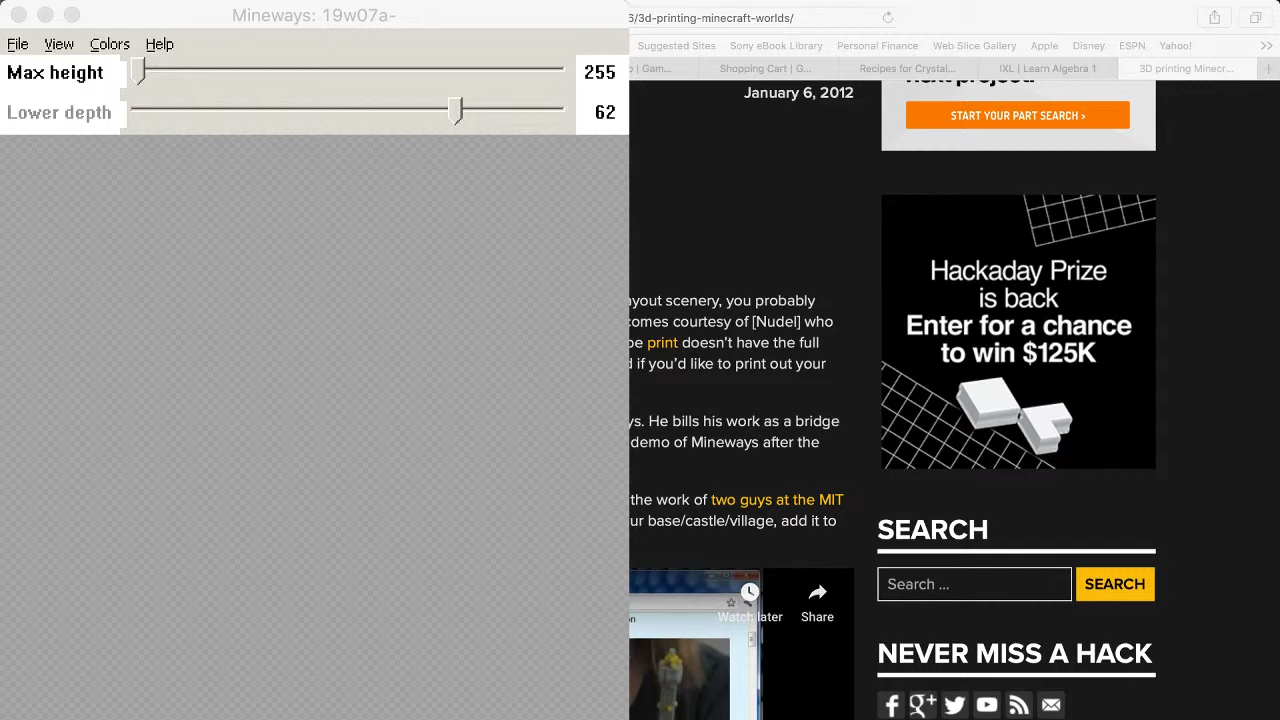 Mineways: 19w07a-
File View Colors Help
Max height 255
Lower depth 62
6/3d-printing-minecraft-worlds/
Suggested Sites Sony eBook Library Personal Finance Web Slice Gallery Apple Disney ESPN Yahoo! >>
| Gam... Shopping Cart | G... Recipes for Crystal... IXL | Learn Algebra 1 3D printing Minecr... +
January 6, 2012
ayout scenery, you probably
comes courtesy of [Nudel] who
be print doesn't have the full
d if you'd like to print out your
ys. He bills his work as a bridge
demo of Mineways after the
the work of two guys at the MIT
ur base/castle/village, add it to
Watch later Share
on
next project.
START YOUR PART SEARCH >
Hackaday Prize
is back
Enter for a chance
to win $125K
SEARCH
Search ... SEARCH
NEVER MISS A HACK